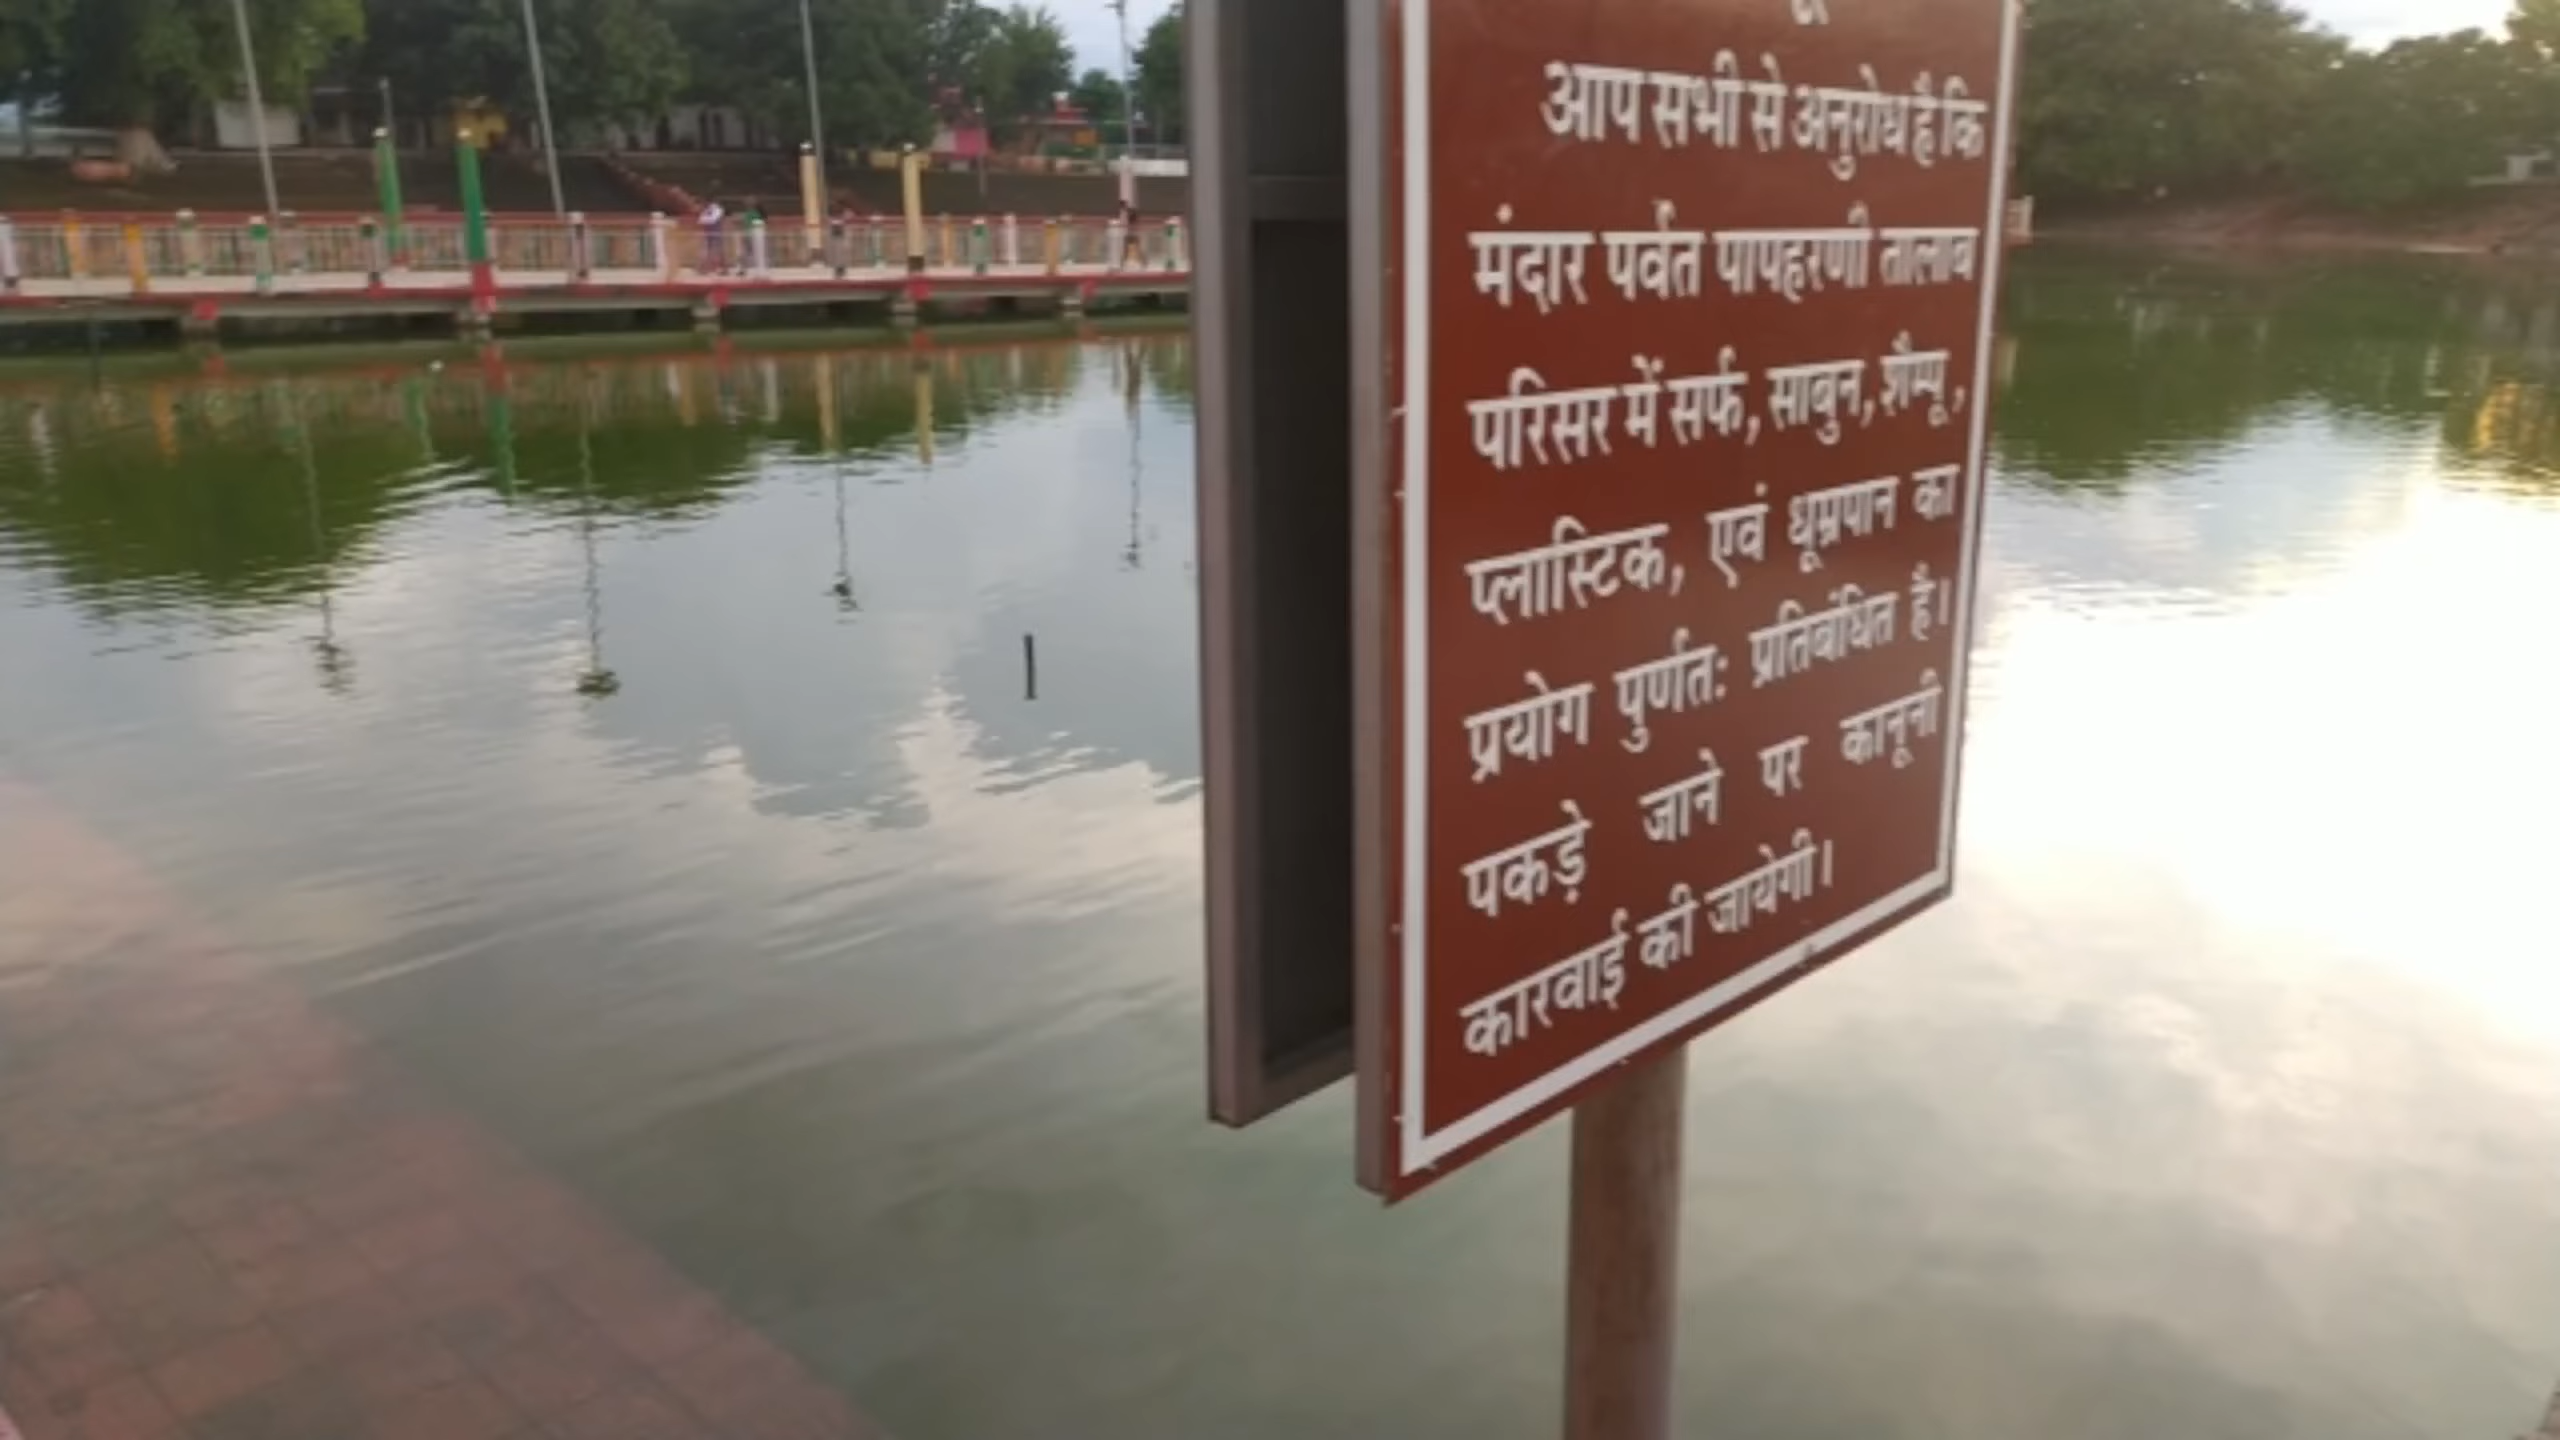 आप सभी से अनुरोध है कि
मंदार पर्वत पापहरणी तालाब
परिसर में सर्फ, साबुन, शैम्पू,
प्लास्टिक, एवं धूम्रपान का
प्रयोग पुर्णतः प्रतिबंधित है।
पकड़े जाने पर कानूनी
कारवाई की जायेगी।